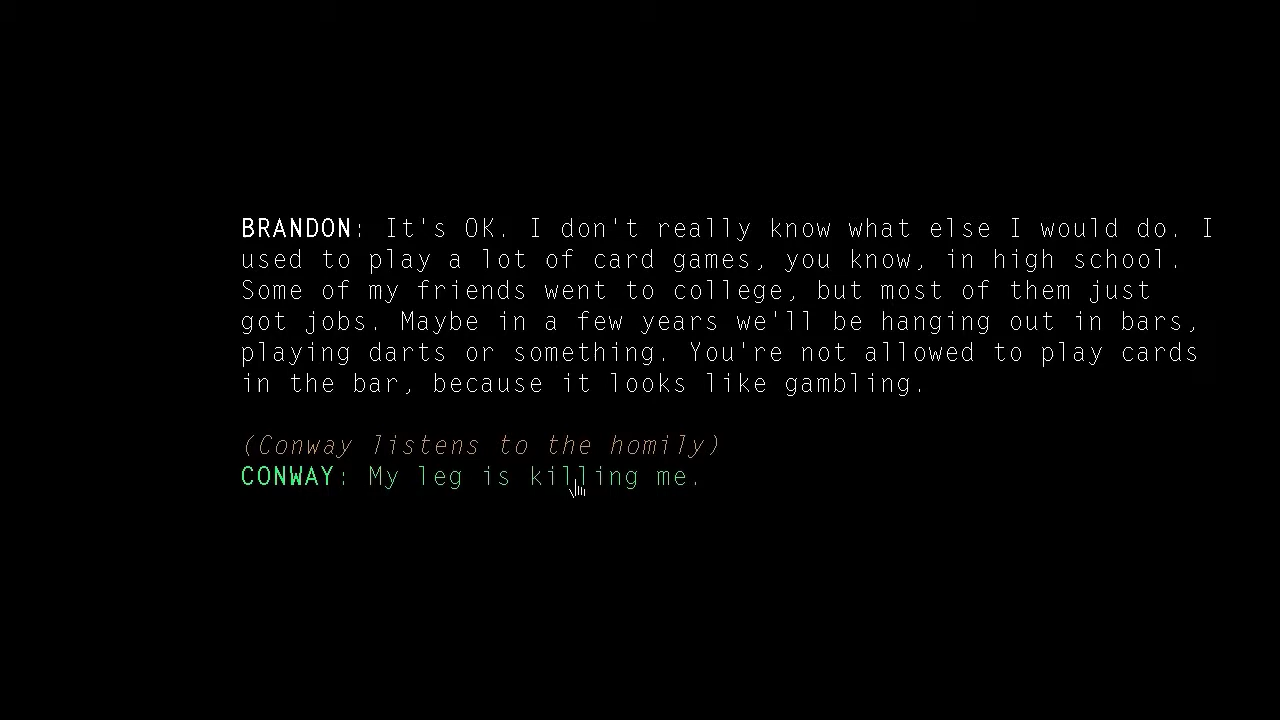 BRANDON: It's OK. I don't really know what else I would do. I
used to play a lot of card games, you know, in high school.
Some of my friends went to college, but most of them just
got jobs. Maybe in a few years we'll be hanging out in bars,
playing darts or something. You're not allowed to play cards
in the bar, because it looks like gambling.
(Conway listens to the homily)
CONWAY: My leg is killing me.